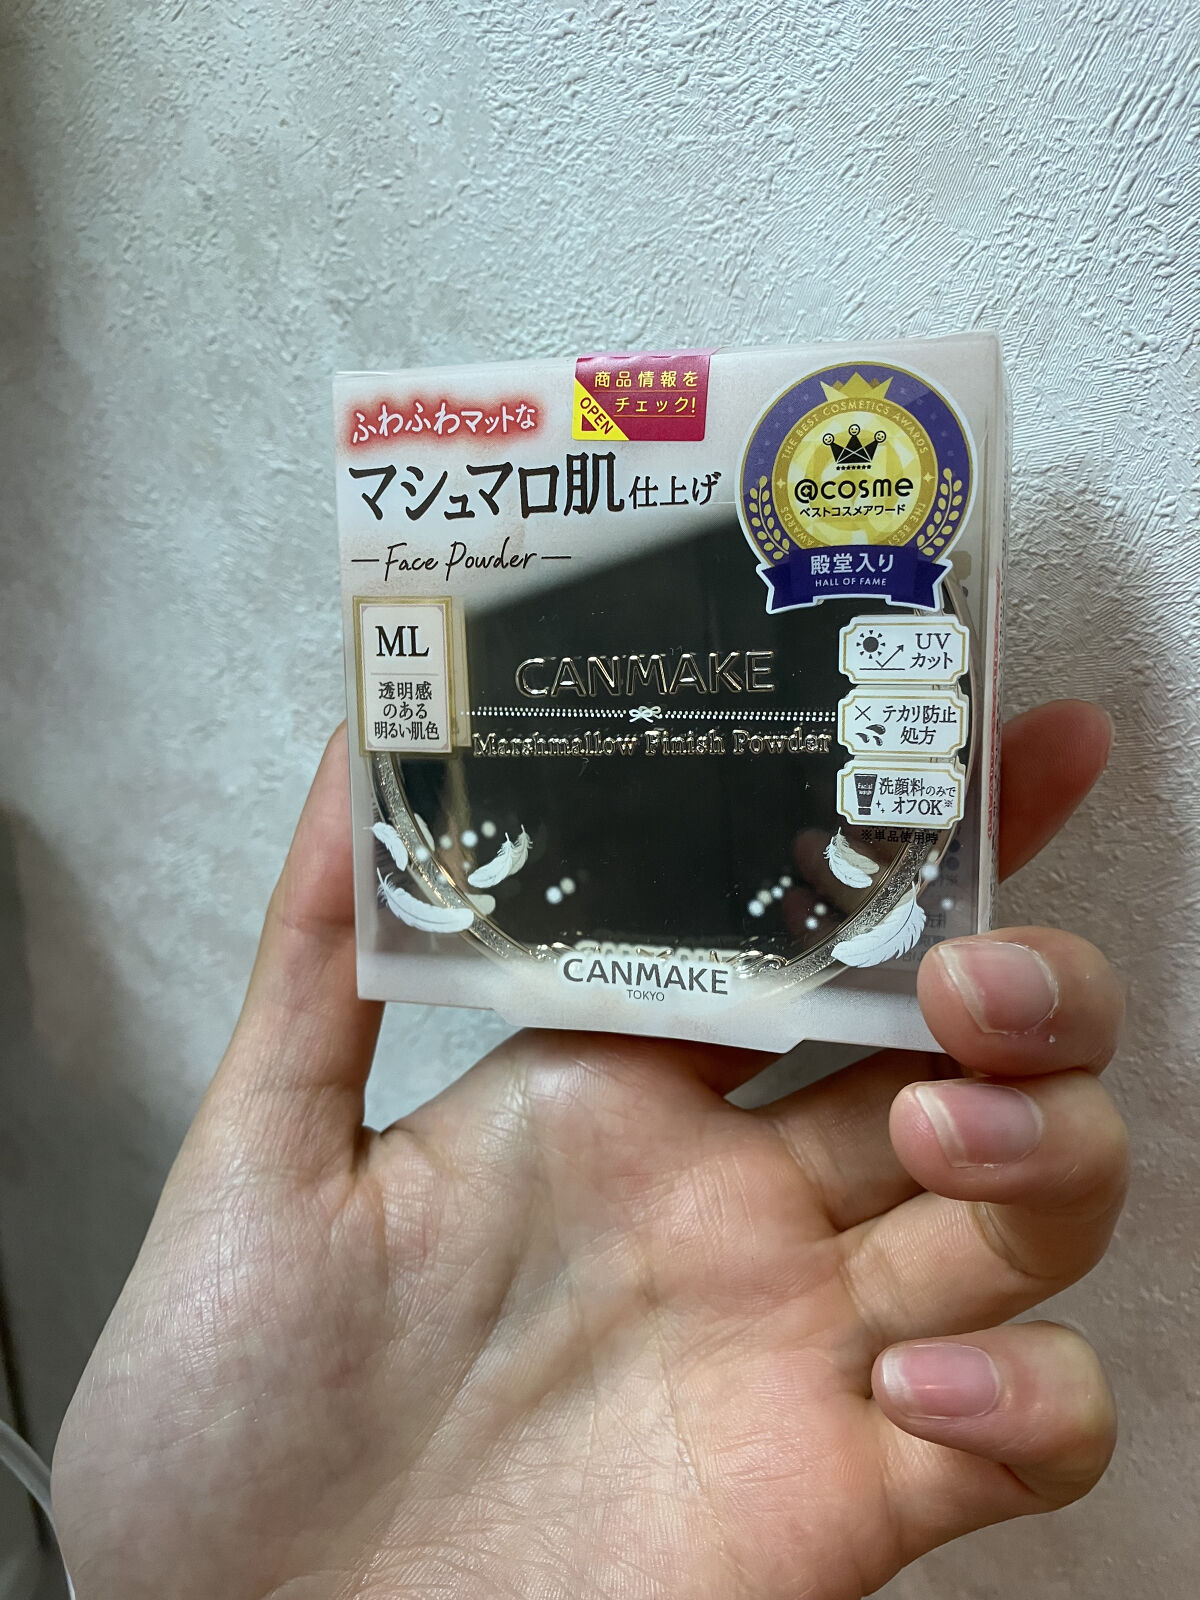 商品情報を
チェック!
OPEN
ふわふわマットな
マシュマロ肌仕上げ
Face Powder
THE BEST COSMETICS AWARDS
@cosme
ベストコスメアワード
殿堂入り
HALL OF FAME
ML
透明感
のある
明るい肌色
CANMAKE
Marshmallow Finish Powder
UV
カット
テカリ防止
処方
Facial
wash
洗顔料のみで
オフOK※
※単品使用時
CANMAKE
TOKYO